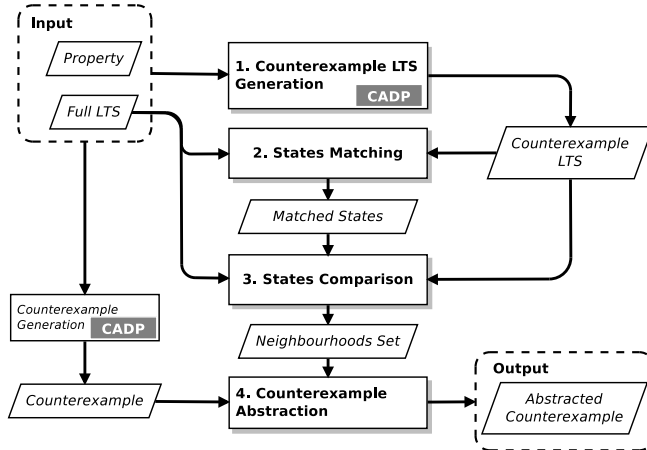 Input
Property
Full LTS
1. Counterexample LTS
Generation
CADP
2. States Matching
Counterexample
LTS
Matched States
3. States Comparison
Counterexample
Generation
CADP
Neighbourhoods Set
Counterexample
4. Counterexample
Abstraction
Output
Abstracted
Counterexample